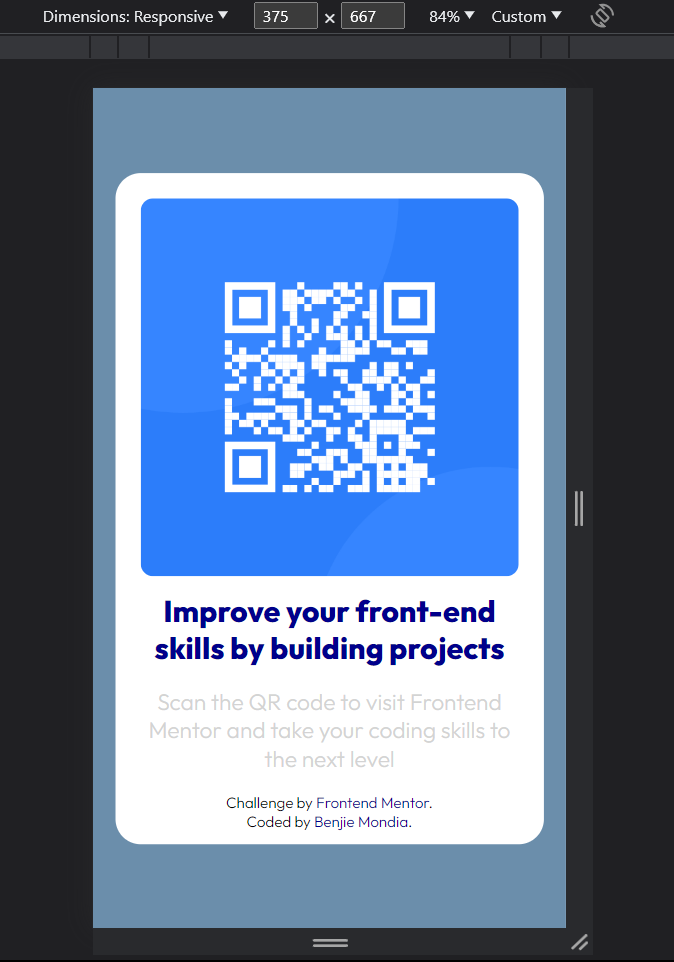 Dimensions: Responsive 375 × 667 84% Custom
Improve your front-end
skills by building projects
Scan the QR code to visit Frontend
Mentor and take your coding skills to
the next level
Challenge by Frontend Mentor.
Coded by Benjie Mondia.